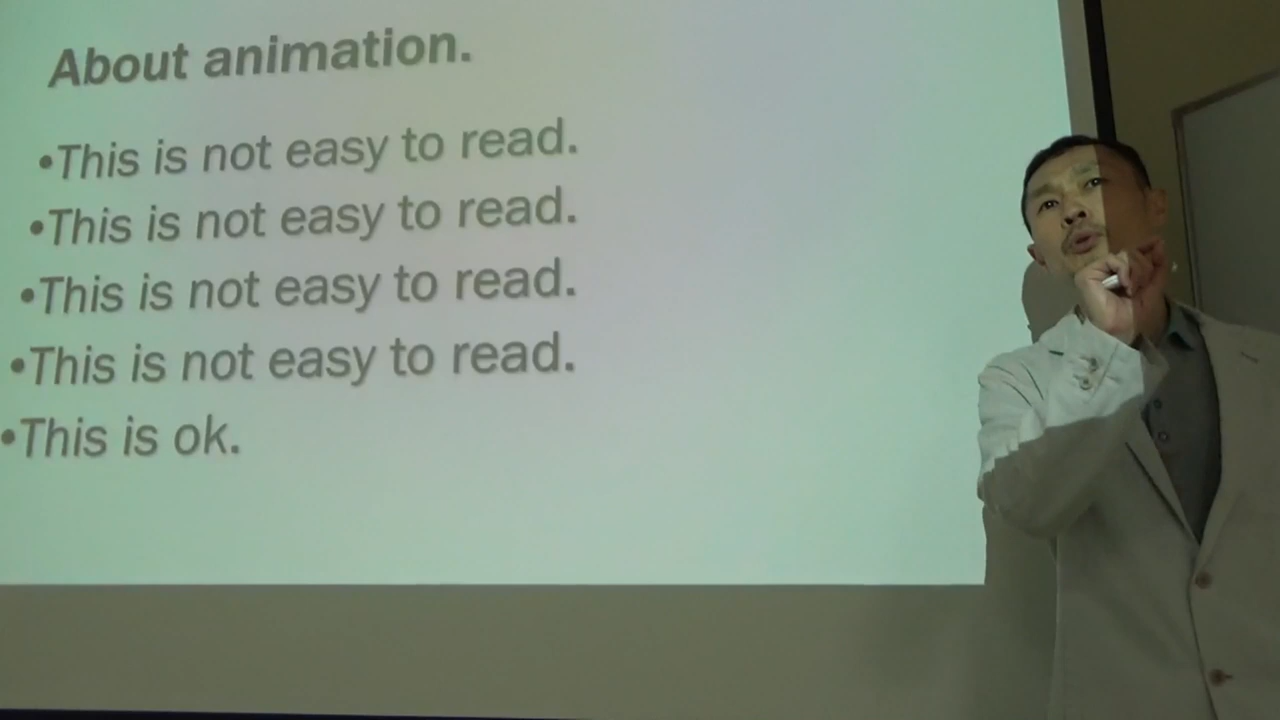 About animation.
•This is not easy to read.
•This is not easy to read.
•This is not easy to read.
•This is not easy to read.
•This is ok.